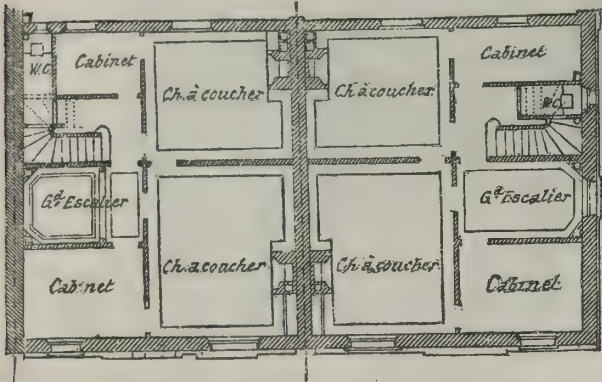 Cabinet
Cabinet
W.C.
Ch. à coucher
Ch. à coucher
W.C.
Gd. Escalier
Gd. Escalier
Ch. a coucher
Ch. à coucher
Cabinet
Cabinet